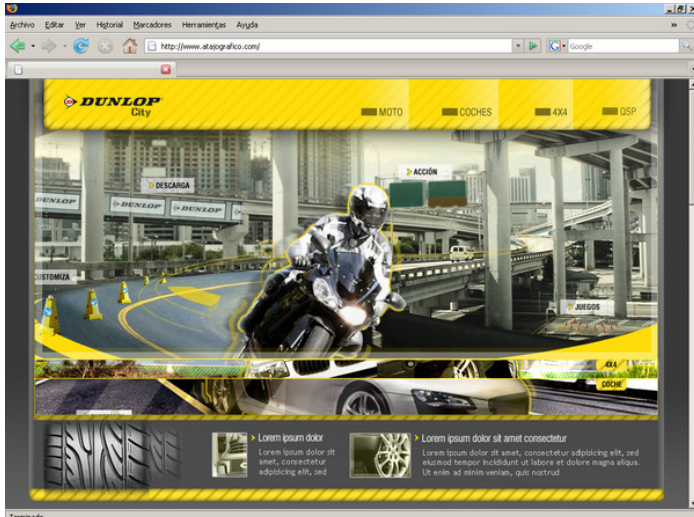 Archivo Editar Ver Historial Marcadores Herramientas Ayuda
http://www.atajografico.com/
Google
DUNLOP
City
MOTO COCHES 4X4 QSP
ACCIÓN
DESCARGA
DUNLOP DUNLOP DUNLOP
CUSTOMIZA
JUEGOS
4X4
COCHE
Lorem ipsum dolor
Lorem ipsum dolor sit
amet, consectetur
adipisicing elit, sed
Lorem ipsum dolor sit amet consectetur
Lorem ipsum dolor sit amet, consectetur adipisicing elit, sed
eiusmod tempor incididunt ut labore et dolore magna aliqua.
Ut enim ad minim veniam, quis nostrud
Terminado